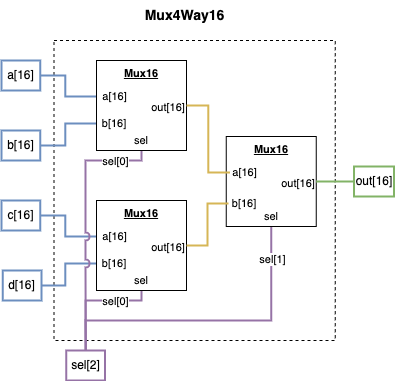 Mux4Way16
a[16]
b[16]
Mux16
a[16]
b[16]
out[16]
sel
sel[0]
Mux16
a[16]
b[16]
out[16]
sel
sel[1]
out[16]
c[16]
d[16]
Mux16
a[16]
b[16]
out[16]
sel
sel[0]
sel[2]